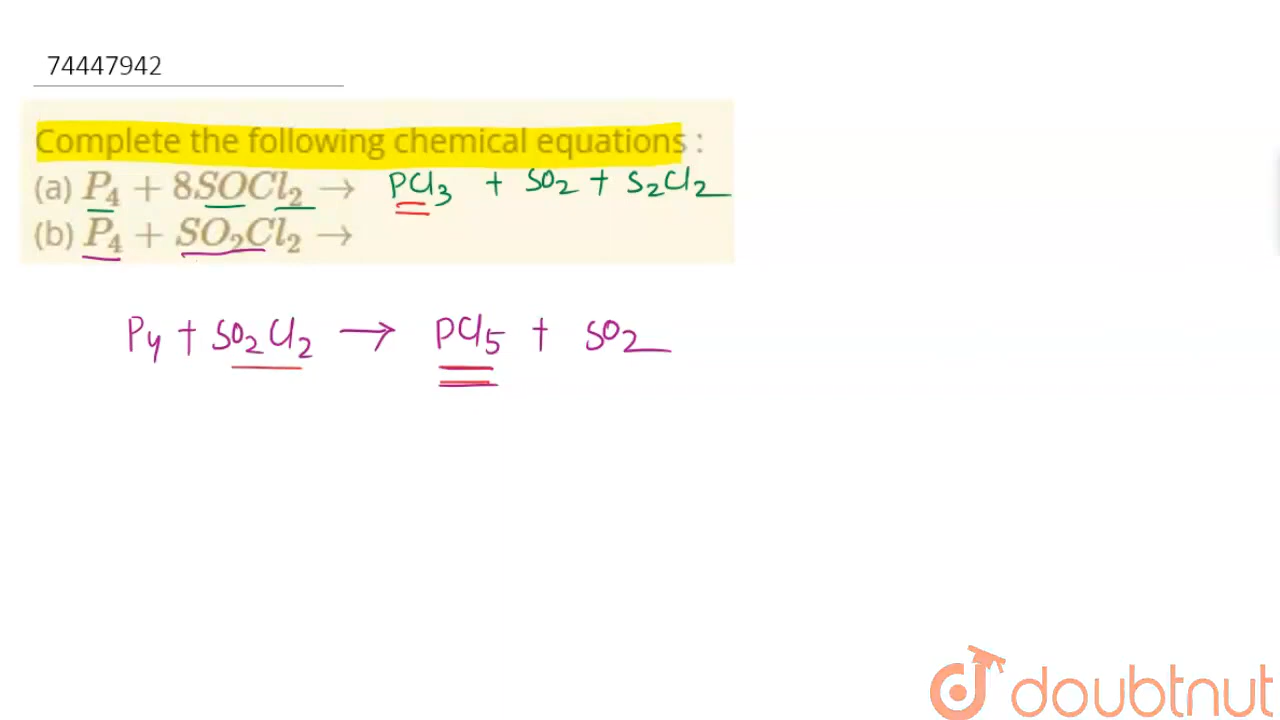 74447942
Complete the following chemical equations :
(a) P₄ + 8SOCl₂ → PCl₃ + SO₂ + S₂Cl₂
(b) P₄ + SO₂Cl₂ →
P₄ + SO₂Cl₂ → PCl₅ + SO₂
doubtnut